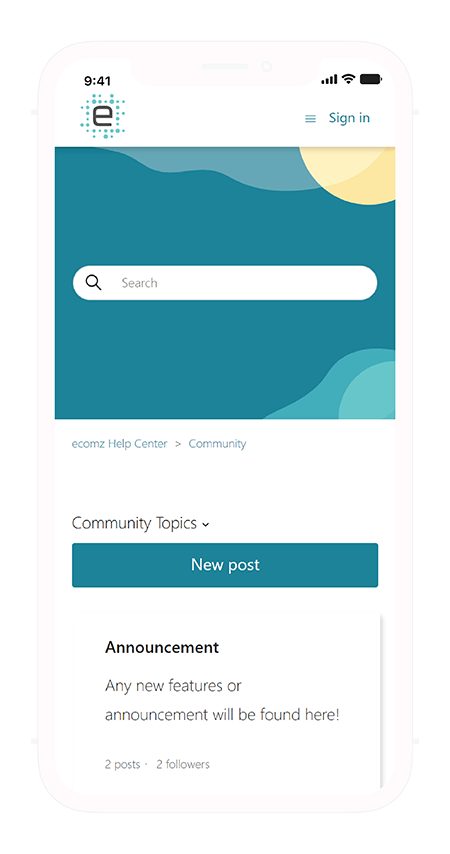 9:41
e
Sign in
Search
ecomz Help Center > Community
Community Topics
New post
Announcement
Any new features or
announcement will be found here!
2 posts · 2 followers